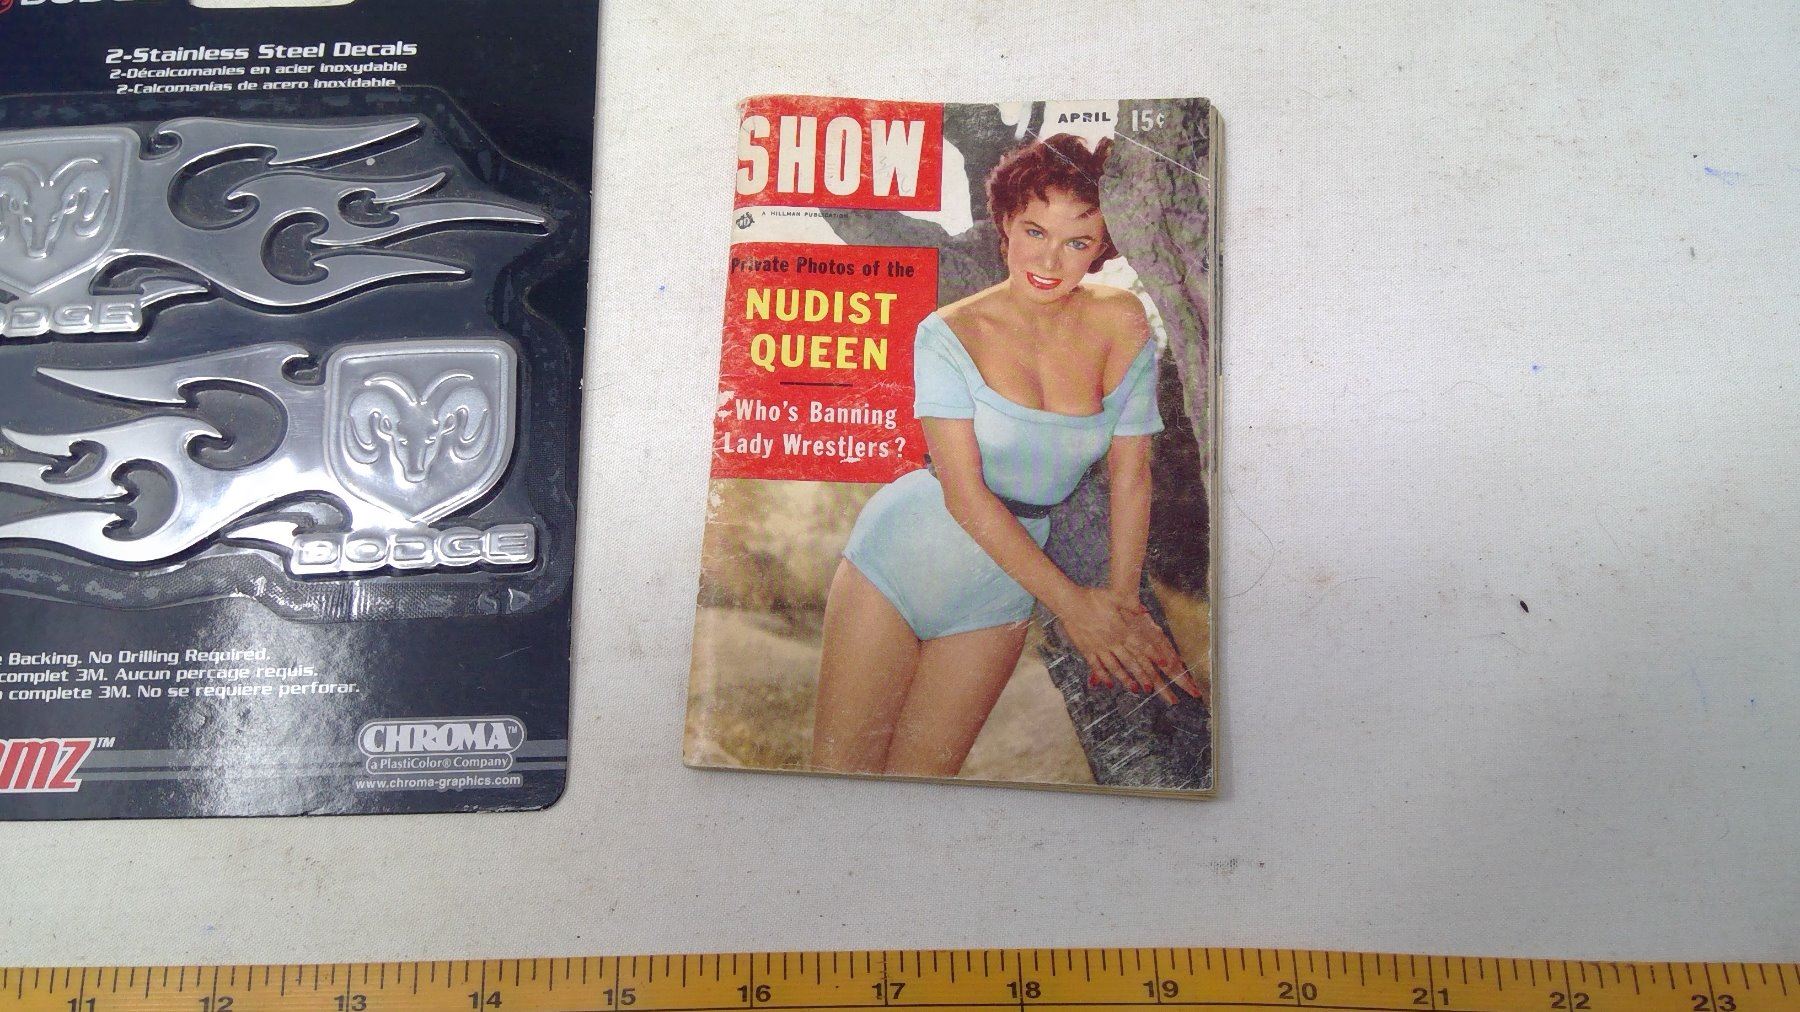 2-Stainless Steel Decals
2-Décalcomanies en acier inoxydable
2-Calcomanías de acero inoxidable
DODGE
DODGE
Backing. No Drilling Required.
complet 3M. Aucun perçage requis.
complete 3M. No se requiere perforar.
CHROMA™
a PlastiColor® Company
www.chroma-graphics.com
SHOW
APRIL 15¢
A HILLMAN PUBLICATION
Private Photos of the
NUDIST
QUEEN
Who's Banning
Lady Wrestlers?
11 12 13 14 15 16 17 18 19 20 21 22 23